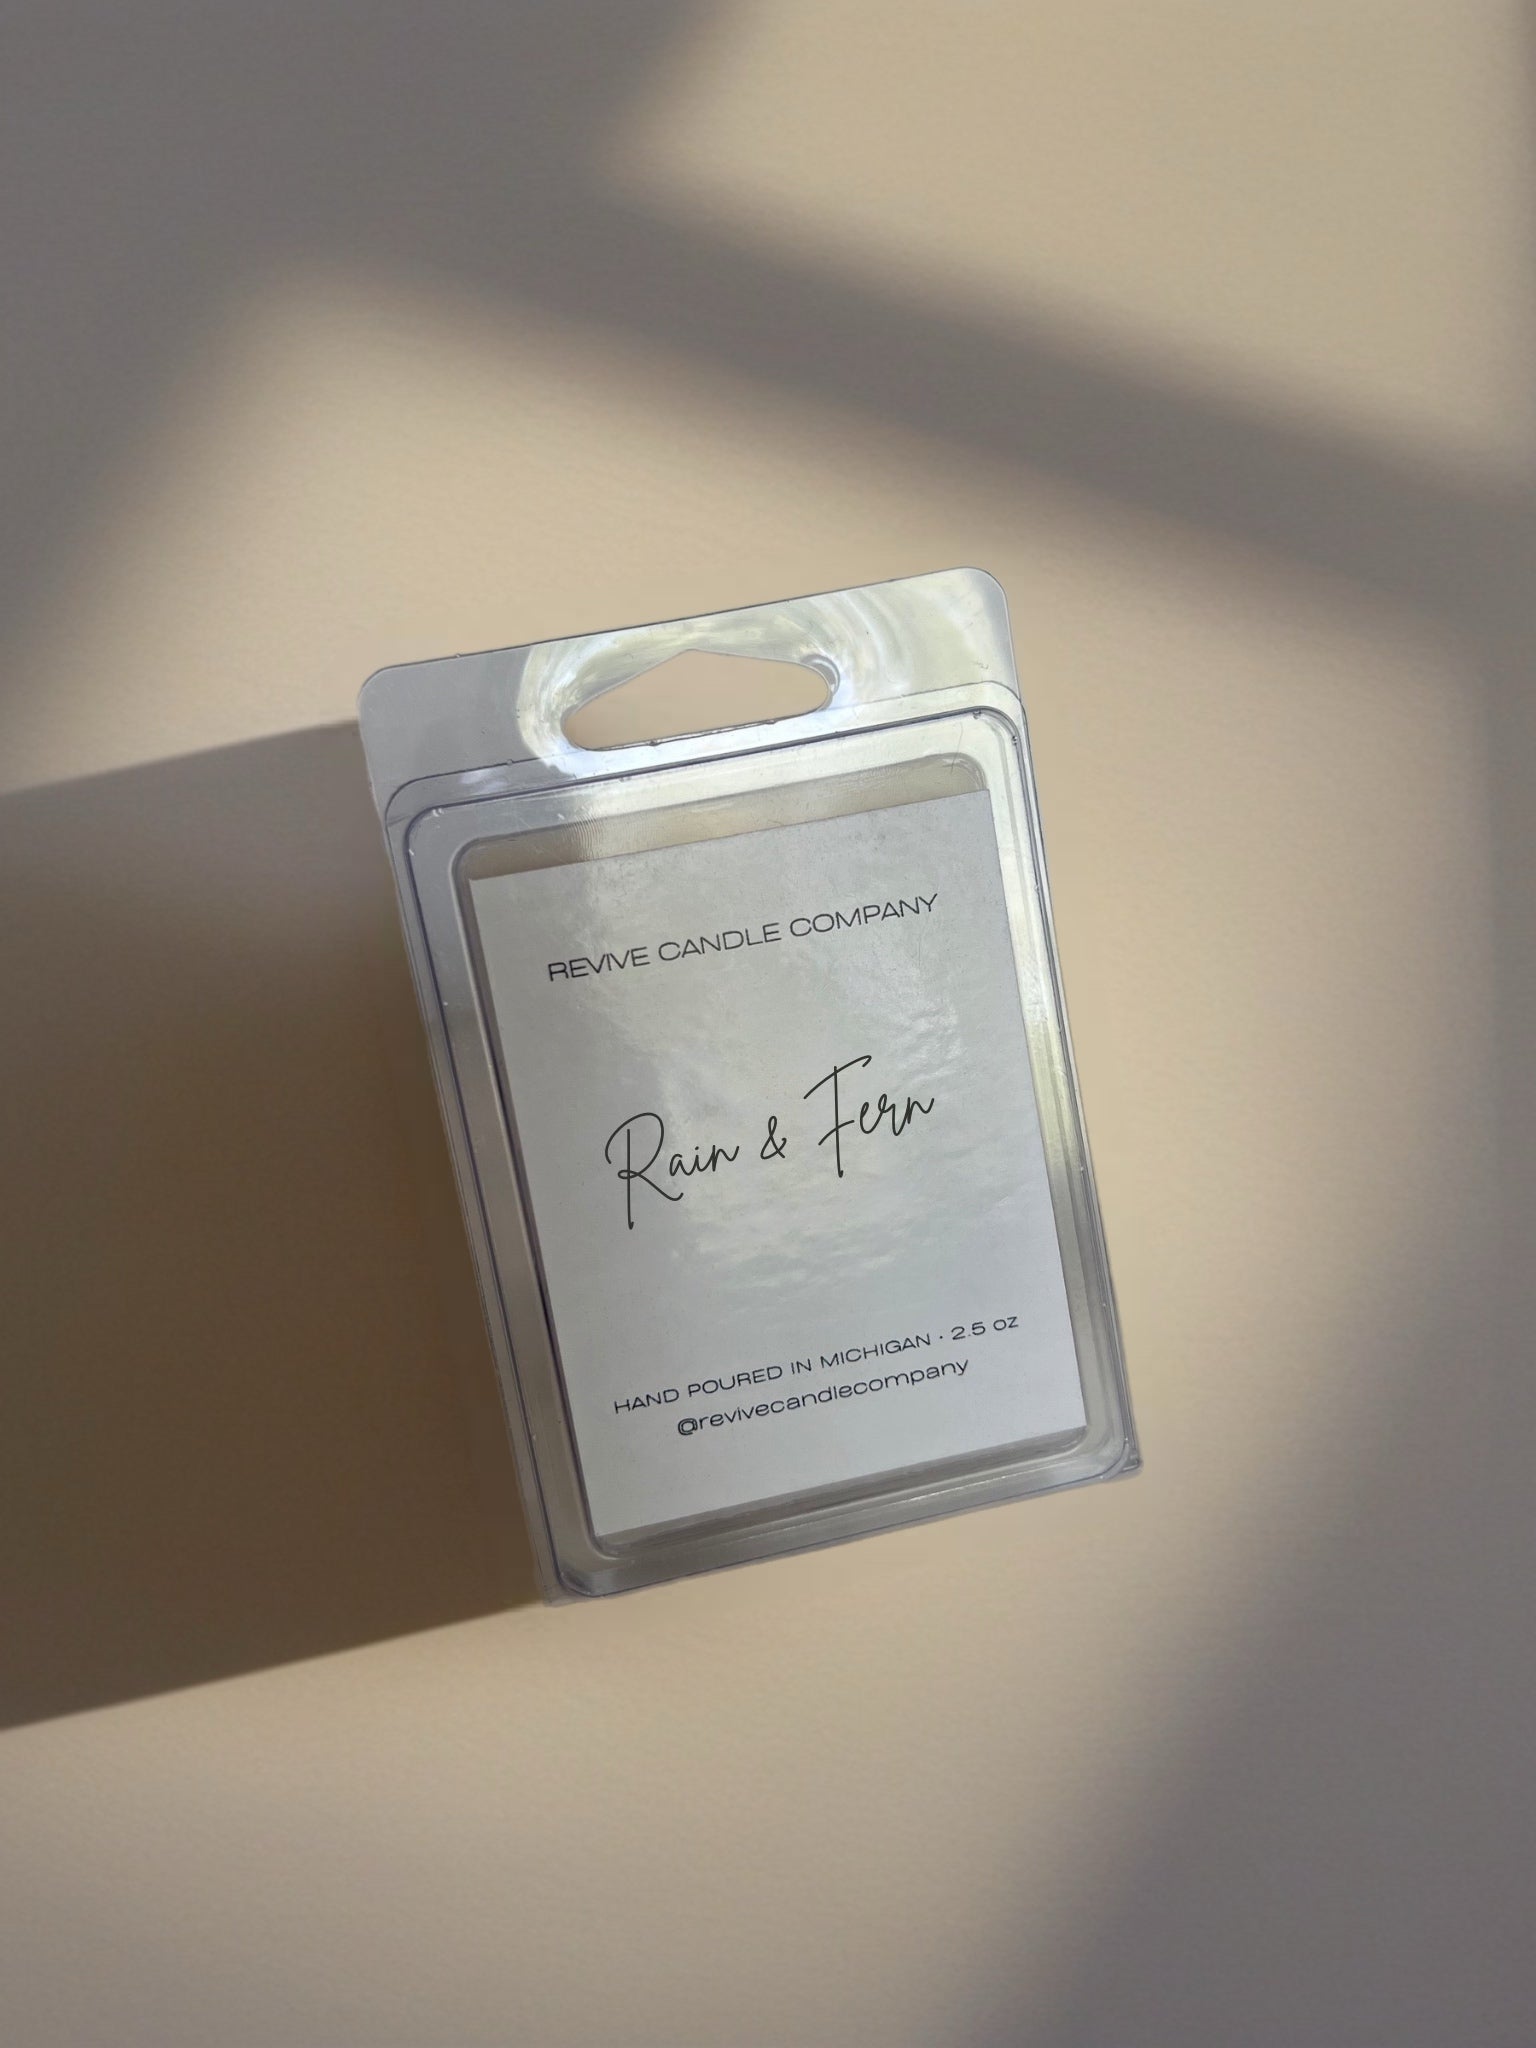 REVIVE CANDLE COMPANY
Rain & Fern
HAND POURED IN MICHIGAN · 2.5 oz
@revivecandlecompany